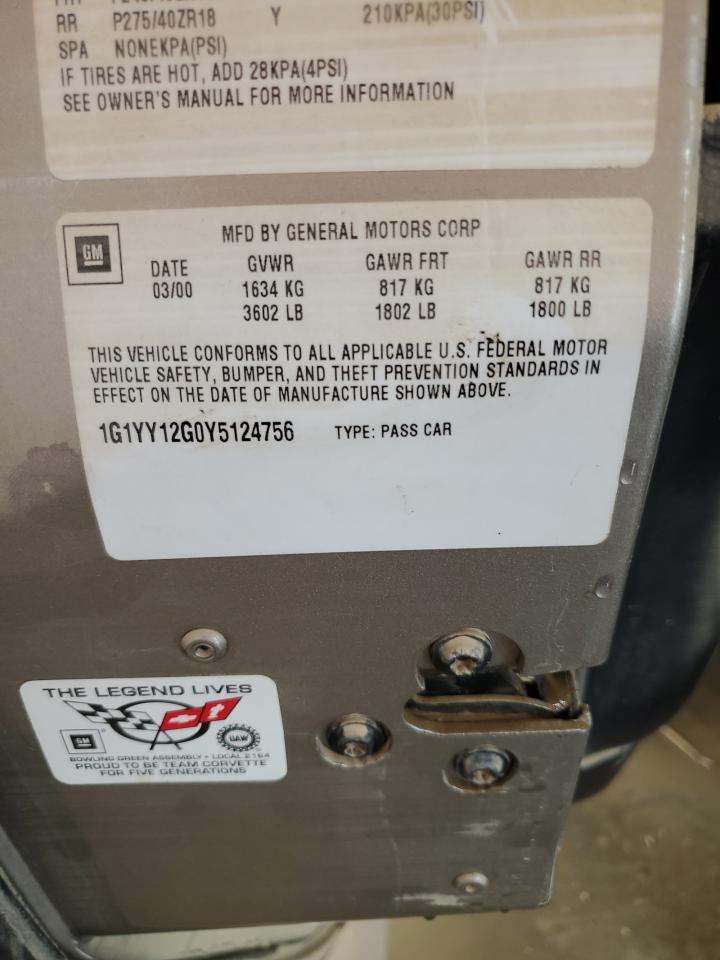 RR P275/40ZR18 Y 210KPA(30PSI)
SPA NONEKPA(PSI)
IF TIRES ARE HOT, ADD 28KPA(4PSI)
SEE OWNER'S MANUAL FOR MORE INFORMATION
GM
MFD BY GENERAL MOTORS CORP
DATE GVWR GAWR FRT GAWR RR
03/00 1634 KG 817 KG 817 KG
3602 LB 1802 LB 1800 LB
THIS VEHICLE CONFORMS TO ALL APPLICABLE U.S. FEDERAL MOTOR
VEHICLE SAFETY, BUMPER, AND THEFT PREVENTION STANDARDS IN
EFFECT ON THE DATE OF MANUFACTURE SHOWN ABOVE.
1G1YY12G0Y5124756 TYPE: PASS CAR
THE LEGEND LIVES
GM UAW
BOWLING GREEN ASSEMBLY • LOCAL 2164
PROUD TO BE TEAM CORVETTE
FOR FIVE GENERATIONS